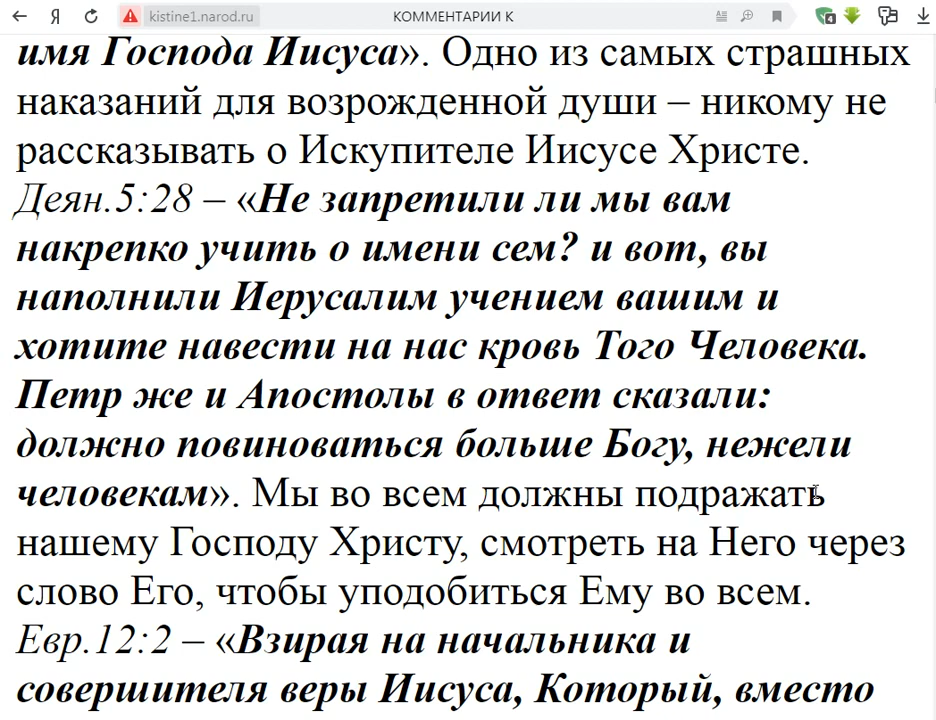 kistine1.narod.ru
КОММЕНТАРИИ К
4
имя Господа Иисуса». Одно из самых страшных
наказаний для возрожденной души – никому не
рассказывать о Искупителе Иисусе Христе.
Деян.5:28 – «Не запретили ли мы вам
накрепко учить о имени сем? и вот, вы
наполнили Иерусалим учением вашим и
хотите навести на нас кровь Того Человека.
Петр же и Апостолы в ответ сказали:
должно повиноваться больше Богу, нежели
человекам». Мы во всем должны подражать
нашему Господу Христу, смотреть на Него через
слово Его, чтобы уподобиться Ему во всем.
Евр.12:2 – «Взирая на начальника и
совершителя веры Иисуса, Который, вместо